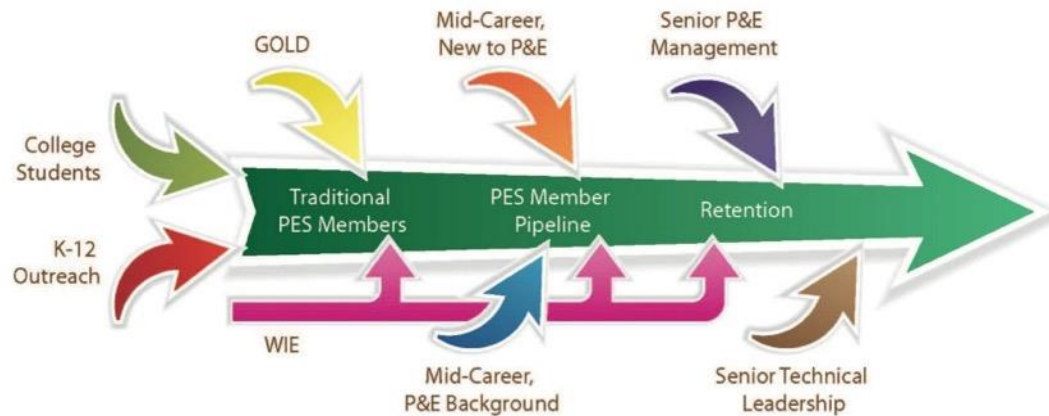 Mid-Career,
New to P&E
Senior P&E
Management
GOLD
College
Students
Traditional
PES Members
PES Member
Pipeline
Retention
K-12
Outreach
WIE
Mid-Career,
P&E Background
Senior Technical
Leadership